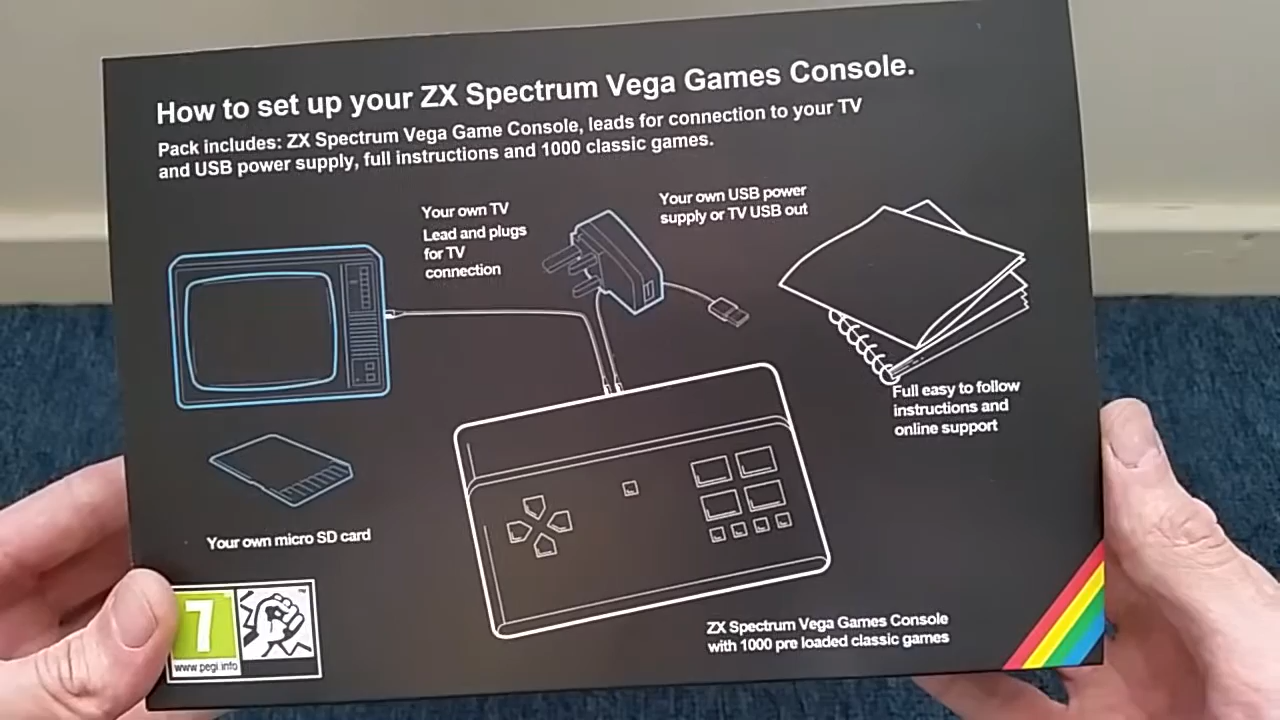 How to set up your ZX Spectrum Vega Games Console.
Pack includes: ZX Spectrum Vega Game Console, leads for connection to your TV
and USB power supply, full instructions and 1000 classic games.
Your own TV
Lead and plugs
for TV
connection
Your own USB power
supply or TV USB out
Full easy to follow
instructions and
online support
Your own micro SD card
7
www.pegi.info
ZX Spectrum Vega Games Console
with 1000 pre loaded classic games